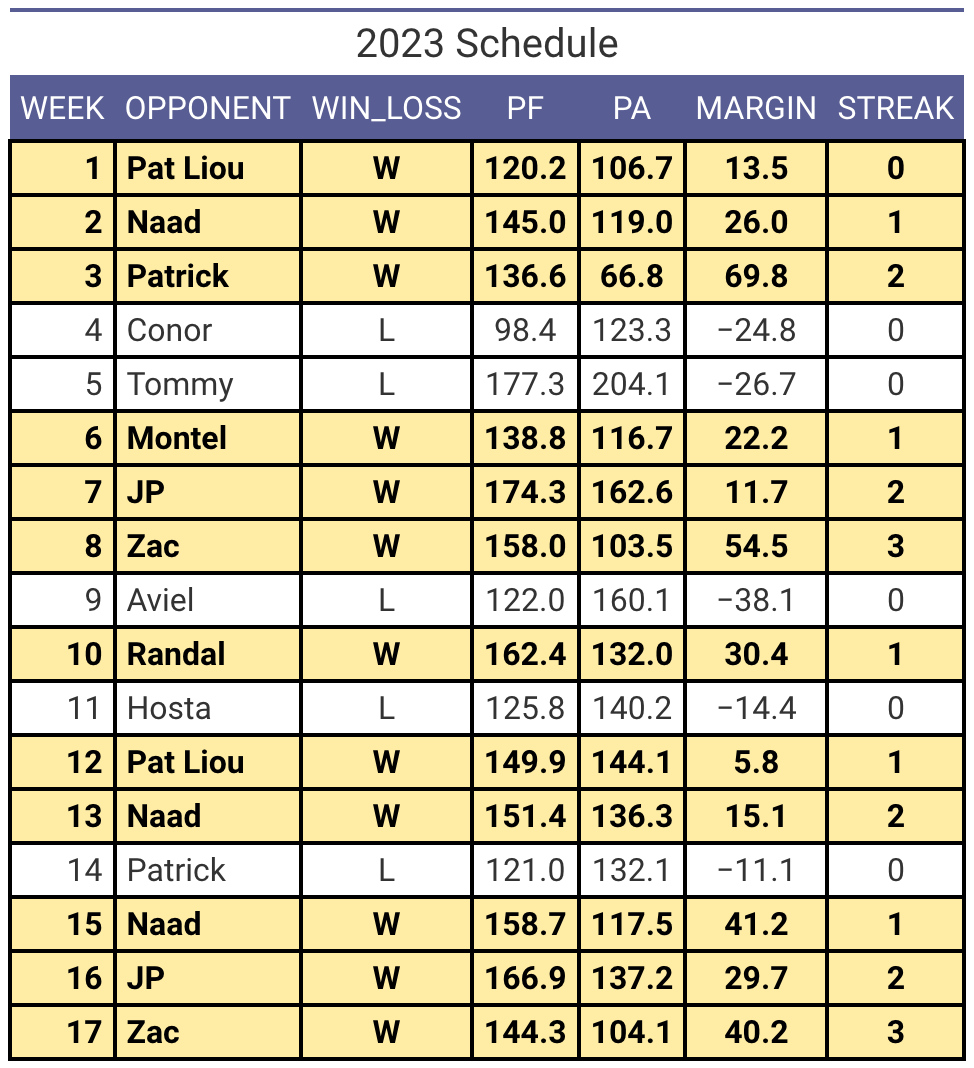 2023 Schedule
WEEK OPPONENT WIN_LOSS PF PA MARGIN STREAK
1 Pat Liou W 120.2 106.7 13.5 0
2 Naad W 145.0 119.0 26.0 1
3 Patrick W 136.6 66.8 69.8 2
4 Conor L 98.4 123.3 −24.8 0
5 Tommy L 177.3 204.1 −26.7 0
6 Montel W 138.8 116.7 22.2 1
7 JP W 174.3 162.6 11.7 2
8 Zac W 158.0 103.5 54.5 3
9 Aviel L 122.0 160.1 −38.1 0
10 Randal W 162.4 132.0 30.4 1
11 Hosta L 125.8 140.2 −14.4 0
12 Pat Liou W 149.9 144.1 5.8 1
13 Naad W 151.4 136.3 15.1 2
14 Patrick L 121.0 132.1 −11.1 0
15 Naad W 158.7 117.5 41.2 1
16 JP W 166.9 137.2 29.7 2
17 Zac W 144.3 104.1 40.2 3